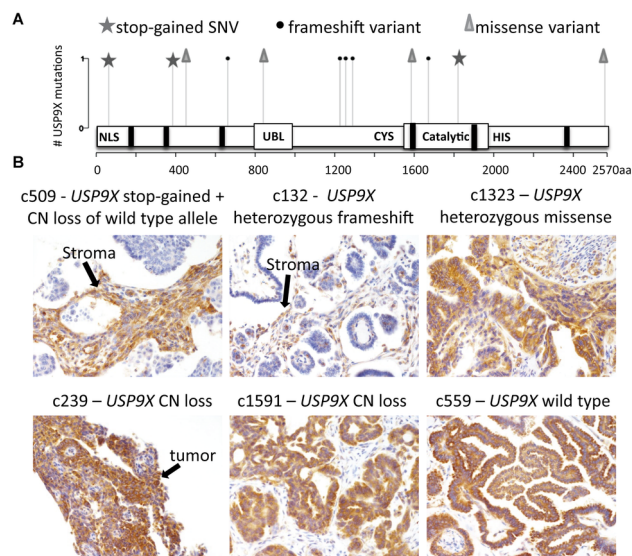 A
stop-gained SNV
frameshift variant
missense variant
# USP9X mutations
1
0
NLS
UBL
CYS
Catalytic
HIS
0 400 800 1200 1600 2000 2400 2570aa
B
c509 - USP9X stop-gained +
CN loss of wild type allele
c132 - USP9X
heterozygous frameshift
c1323 – USP9X
heterozygous missense
Stroma
Stroma
c239 – USP9X CN loss
c1591 – USP9X CN loss
c559 – USP9X wild type
tumor